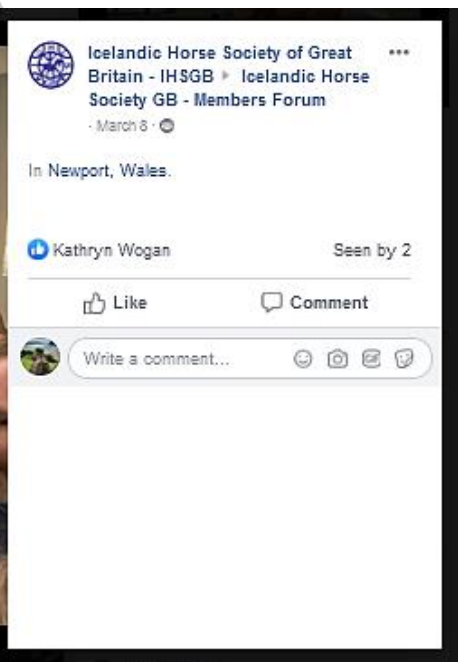 Icelandic Horse Society of Great
Britain - IHSGB ▸ Icelandic Horse
Society GB - Members Forum
· March 8 ·
In Newport, Wales.
Kathryn Wogan Seen by 2
Like Comment
Write a comment... GIF